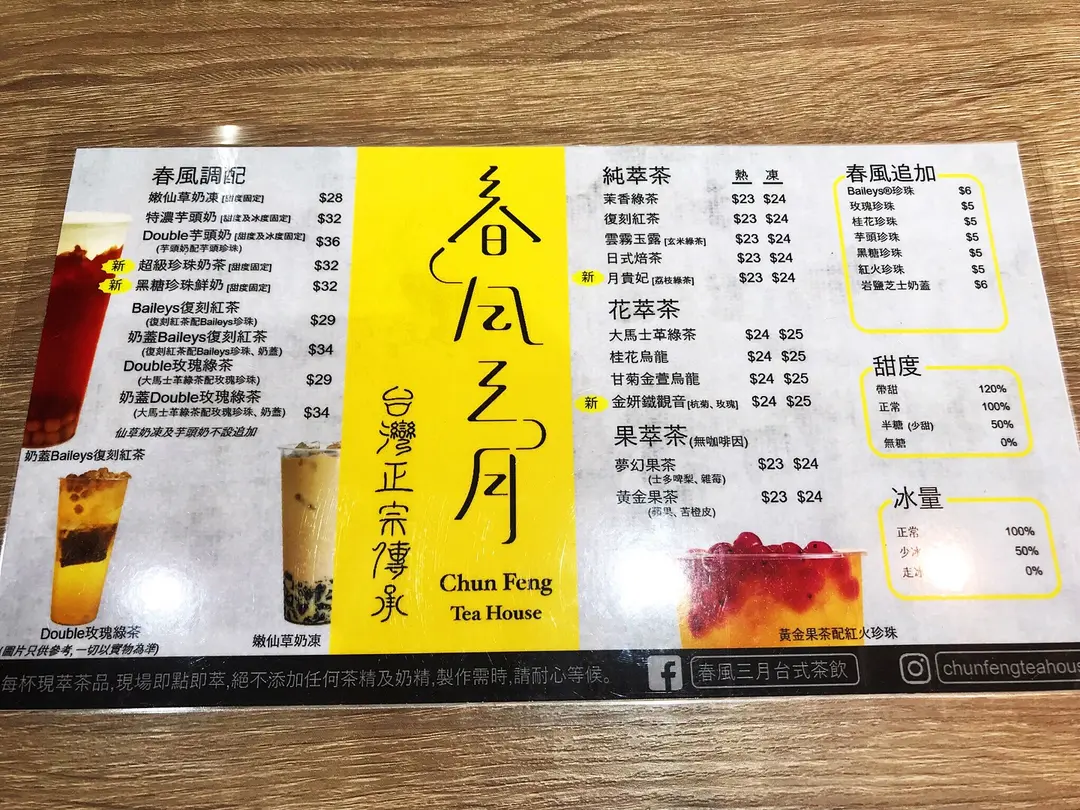 春風調配
嫩仙草奶凍 [甜度固定] $28
特濃芋頭奶 [甜度及冰度固定] $32
Double芋頭奶 [甜度及冰度固定] $36
(芋頭奶配芋頭珍珠)
新 超級珍珠奶茶 [甜度固定] $32
新 黑糖珍珠鮮奶 [甜度固定] $32
Baileys復刻紅茶
(復刻紅茶配Baileys珍珠) $29
奶蓋Baileys復刻紅茶
(復刻紅茶配Baileys珍珠、奶蓋) $34
Double玫瑰綠茶
(大馬士革綠茶配玫瑰珍珠) $29
奶蓋Double玫瑰綠茶
(大馬士革綠茶配玫瑰珍珠、奶蓋) $34
仙草奶凍及芋頭奶不設追加
奶蓋Baileys復刻紅茶
Double玫瑰綠茶
(圖片只供參考,一切以實物為準)
嫩仙草奶凍
春風三月
台灣正宗傳承
Chun Feng
Tea House
純萃茶 熱 凍
茉香綠茶 $23 $24
復刻紅茶 $23 $24
雲霧玉露 [玄米綠茶] $23 $24
日式焙茶 $23 $24
新 月貴妃 [荔枝綠茶] $23 $24
花萃茶
大馬士革綠茶 $24 $25
桂花烏龍 $24 $25
甘菊金萱烏龍 $24 $25
新 金妍鐵觀音 [杭菊、玫瑰] $24 $25
果萃茶(無咖啡因)
夢幻果茶 $23 $24
(士多啤梨、雜莓)
黃金果茶 $23 $24
(蘋果、苦橙皮)
黃金果茶配紅火珍珠
春風追加
Baileys®珍珠 $6
玫瑰珍珠 $5
桂花珍珠 $5
芋頭珍珠 $5
黑糖珍珠 $5
紅火珍珠 $5
岩鹽芝士奶蓋 $6
甜度
帶甜 120%
正常 100%
半糖 (少甜) 50%
無糖 0%
冰量
正常 100%
少冰 50%
走冰 0%
每杯現萃茶品,現場即點即萃,絕不添加任何茶精及奶精,製作需時,請耐心等候。
春風三月台式茶飲
chunfengteahous